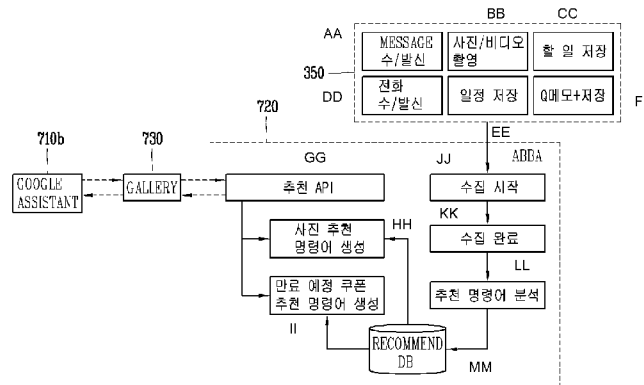 AA
BB
CC
MESSAGE
수/발신
사진/비디오
촬영
할 일 저장
350
DD
전화
수/발신
일정 저장
Q메모+저장
F
EE
720
710b
730
GG
JJ
ABBA
GOOGLE
ASSISTANT
GALLERY
추천 API
수집 시작
KK
사진 추천
명령어 생성
HH
수집 완료
LL
만료 예정 쿠폰
추천 명령어 생성
추천 명령어 분석
II
RECOMMEND
DB
MM